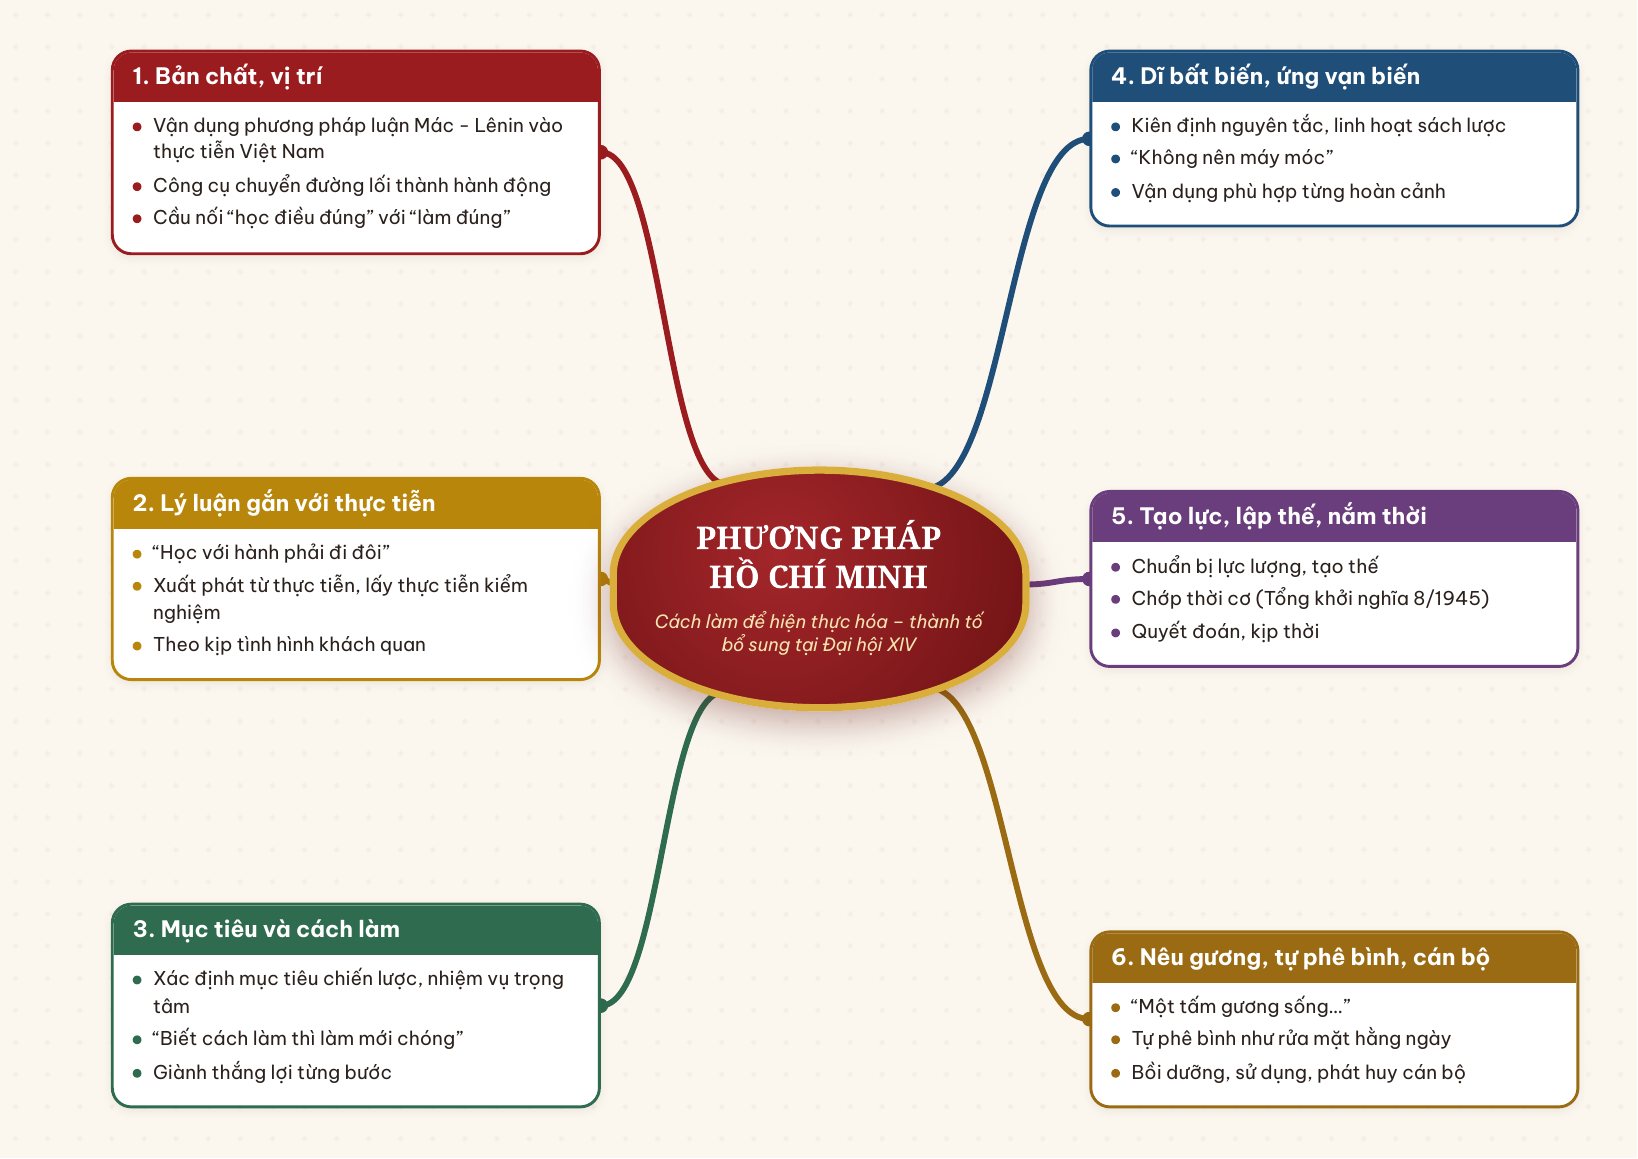 1. Bản chất, vị trí
Vận dụng phương pháp luận Mác - Lênin vào
thực tiễn Việt Nam
Công cụ chuyển đường lối thành hành động
Cầu nối “học điều đúng” với “làm đúng”
2. Lý luận gắn với thực tiễn
“Học với hành phải đi đôi”
Xuất phát từ thực tiễn, lấy thực tiễn kiểm
nghiệm
Theo kịp tình hình khách quan
3. Mục tiêu và cách làm
Xác định mục tiêu chiến lược, nhiệm vụ trọng
tâm
“Biết cách làm thì làm mới chóng”
Giành thắng lợi từng bước
PHƯƠNG PHÁP
HỒ CHÍ MINH
Cách làm để hiện thực hóa – thành tố
bổ sung tại Đại hội XIV
4. Dĩ bất biến, ứng vạn biến
Kiên định nguyên tắc, linh hoạt sách lược
“Không nên máy móc”
Vận dụng phù hợp từng hoàn cảnh
5. Tạo lực, lập thế, nắm thời
Chuẩn bị lực lượng, tạo thế
Chớp thời cơ (Tổng khởi nghĩa 8/1945)
Quyết đoán, kịp thời
6. Nêu gương, tự phê bình, cán bộ
“Một tấm gương sống...”
Tự phê bình như rửa mặt hằng ngày
Bồi dưỡng, sử dụng, phát huy cán bộ